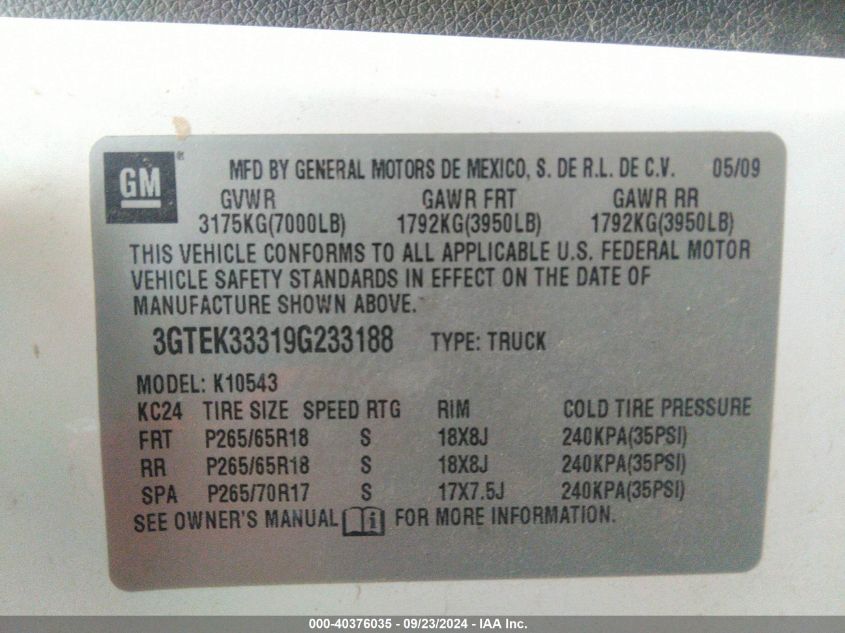 GM® MFD BY GENERAL MOTORS DE MEXICO, S. DE R.L. DE C.V. 05/09
GVWR GAWR FRT GAWR RR
3175KG(7000LB) 1792KG(3950LB) 1792KG(3950LB)
THIS VEHICLE CONFORMS TO ALL APPLICABLE U.S. FEDERAL MOTOR
VEHICLE SAFETY STANDARDS IN EFFECT ON THE DATE OF
MANUFACTURE SHOWN ABOVE.
3GTEK33319G233188 TYPE: TRUCK
MODEL: K10543
KC24 TIRE SIZE SPEED RTG RIM COLD TIRE PRESSURE
FRT P265/65R18 S 18X8J 240KPA(35PSI)
RR P265/65R18 S 18X8J 240KPA(35PSI)
SPA P265/70R17 S 17X7.5J 240KPA(35PSI)
SEE OWNER'S MANUAL i FOR MORE INFORMATION.
000-40376035 - 09/23/2024 - IAA Inc.